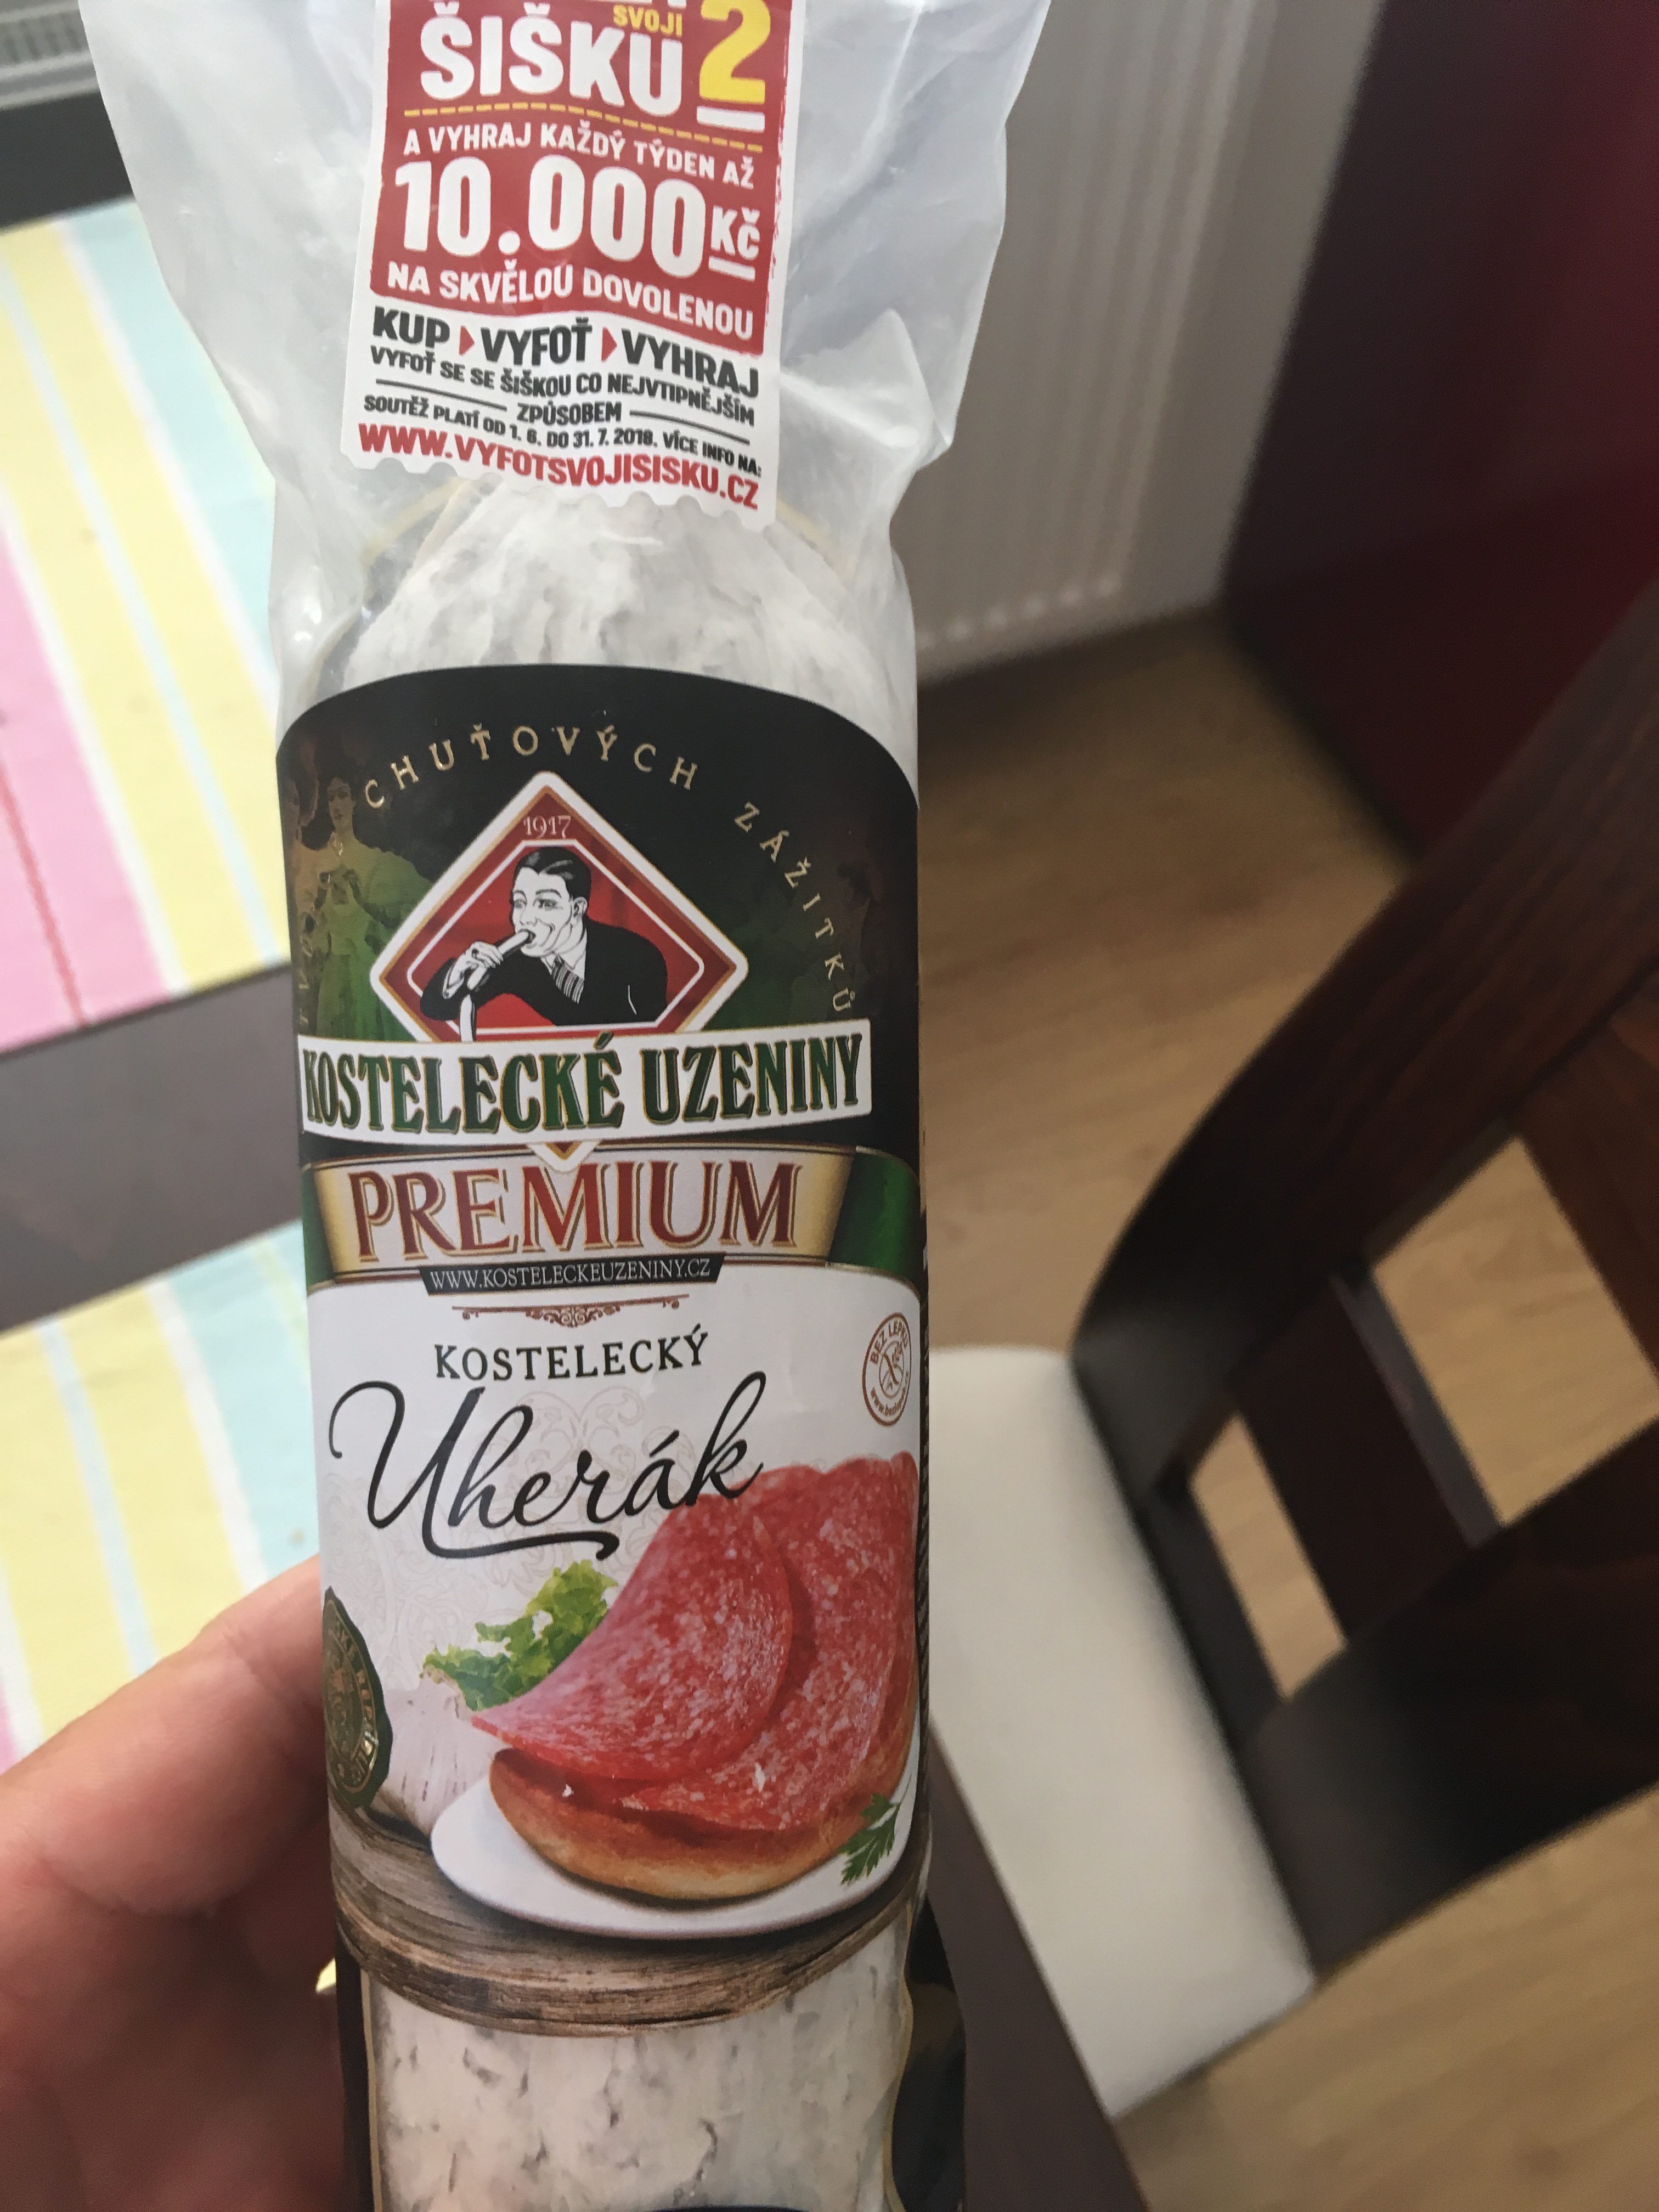 SVOJI
ŠIŠKU 2
A VYHRAJ KAŽDÝ TÝDEN AŽ
10.000 KČ
NA SKVĚLOU DOVOLENOU
KUP VYFOŤ VYHRAJ
VYFOŤ SE SE ŠIŠKOU CO NEJVTIPNĚJŠÍM
ZPŮSOBEM
SOUTĚŽ PLATÍ OD 1. 6. DO 31. 7. 2018. VÍCE INFO NA:
WWW.VYFOTSVOJISISKU.CZ
CHUŤOVÝCH ZÁŽITKŮ
1917
KOSTELECKÉ UZENINY
PREMIUM
WWW.KOSTELECKEUZENINY.CZ
KOSTELECKÝ
Uherák
BEZ LEPKU